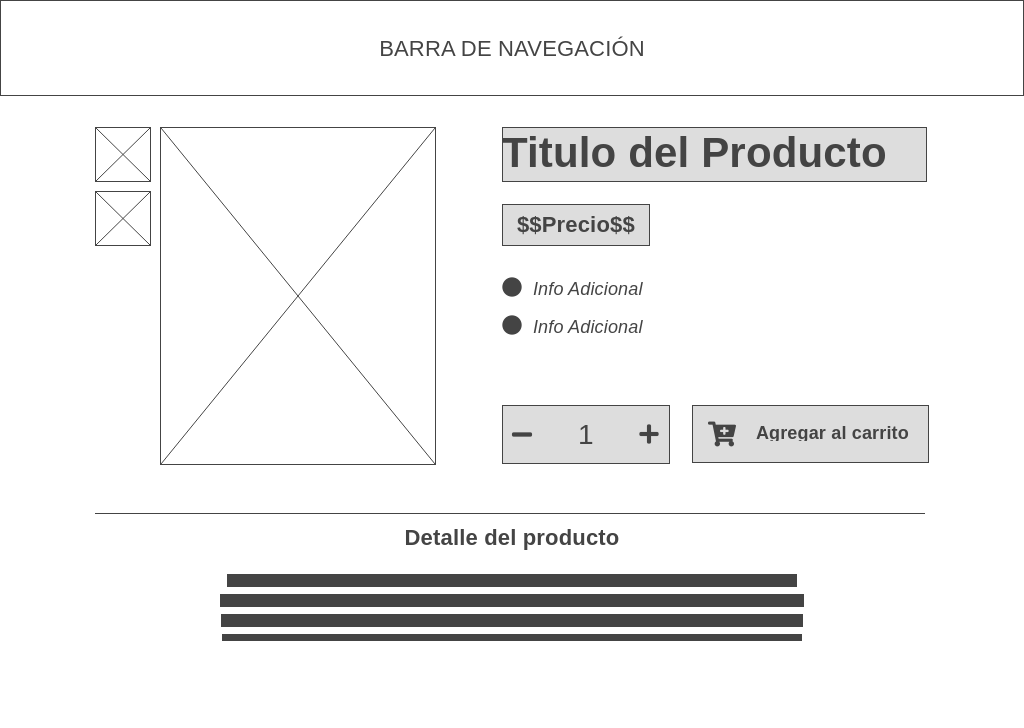 BARRA DE NAVEGACIÓN
Titulo del Producto
$$Precio$$
Info Adicional
Info Adicional
1
Agregar al carrito
Detalle del producto